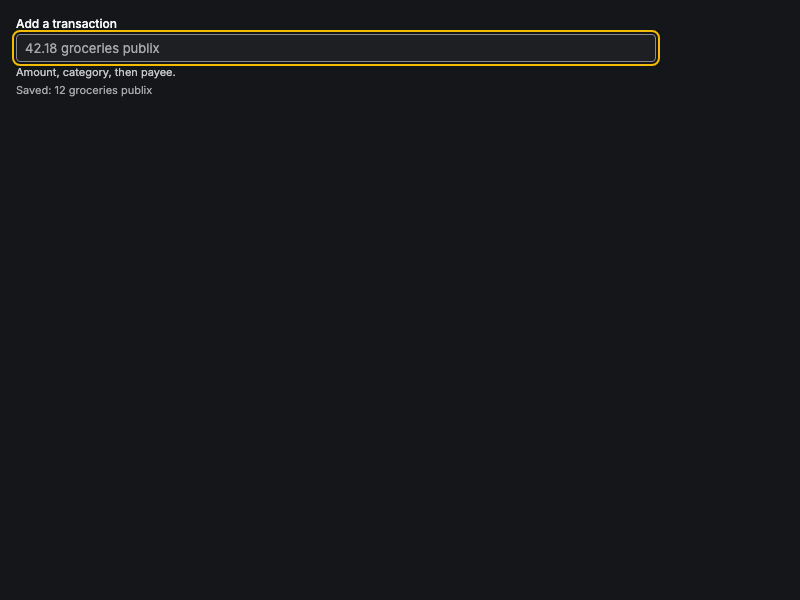 Add a transaction
42.18 groceries publix
Amount, category, then payee.
Saved: 12 groceries publix